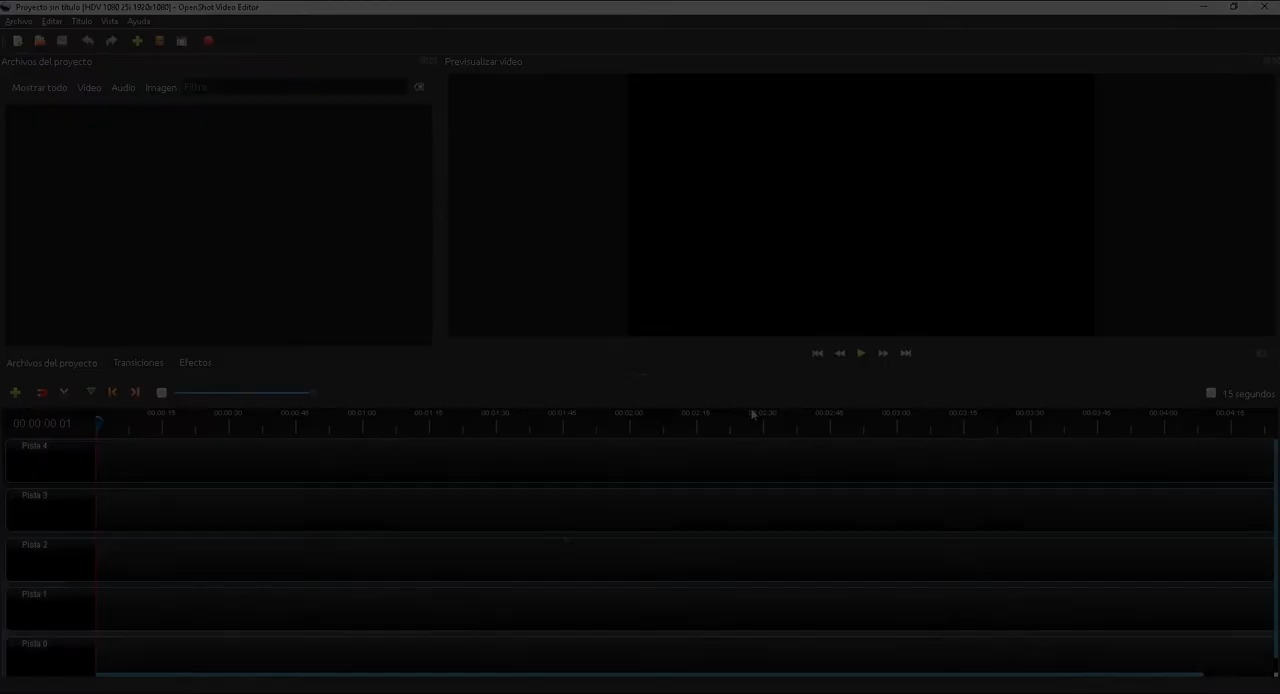 Proyecto sin título [HDV 1080 25i 1920x1080] - OpenShot Video Editor
Archivo Editar Título Vista Ayuda
Archivos del proyecto
Previsualizar vídeo
Mostrar todo Vídeo Audio Imagen Filtro
Archivos del proyecto Transiciones Efectos
15 segundos
00:00:00:01
00:00:15 00:00:30 00:00:45 00:01:00 00:01:15 00:01:30 00:01:45 00:02:00 00:02:15 00:02:30 00:02:45 00:03:00 00:03:15 00:03:30 00:03:45 00:04:00 00:04:15
Pista 4
Pista 3
Pista 2
Pista 1
Pista 0